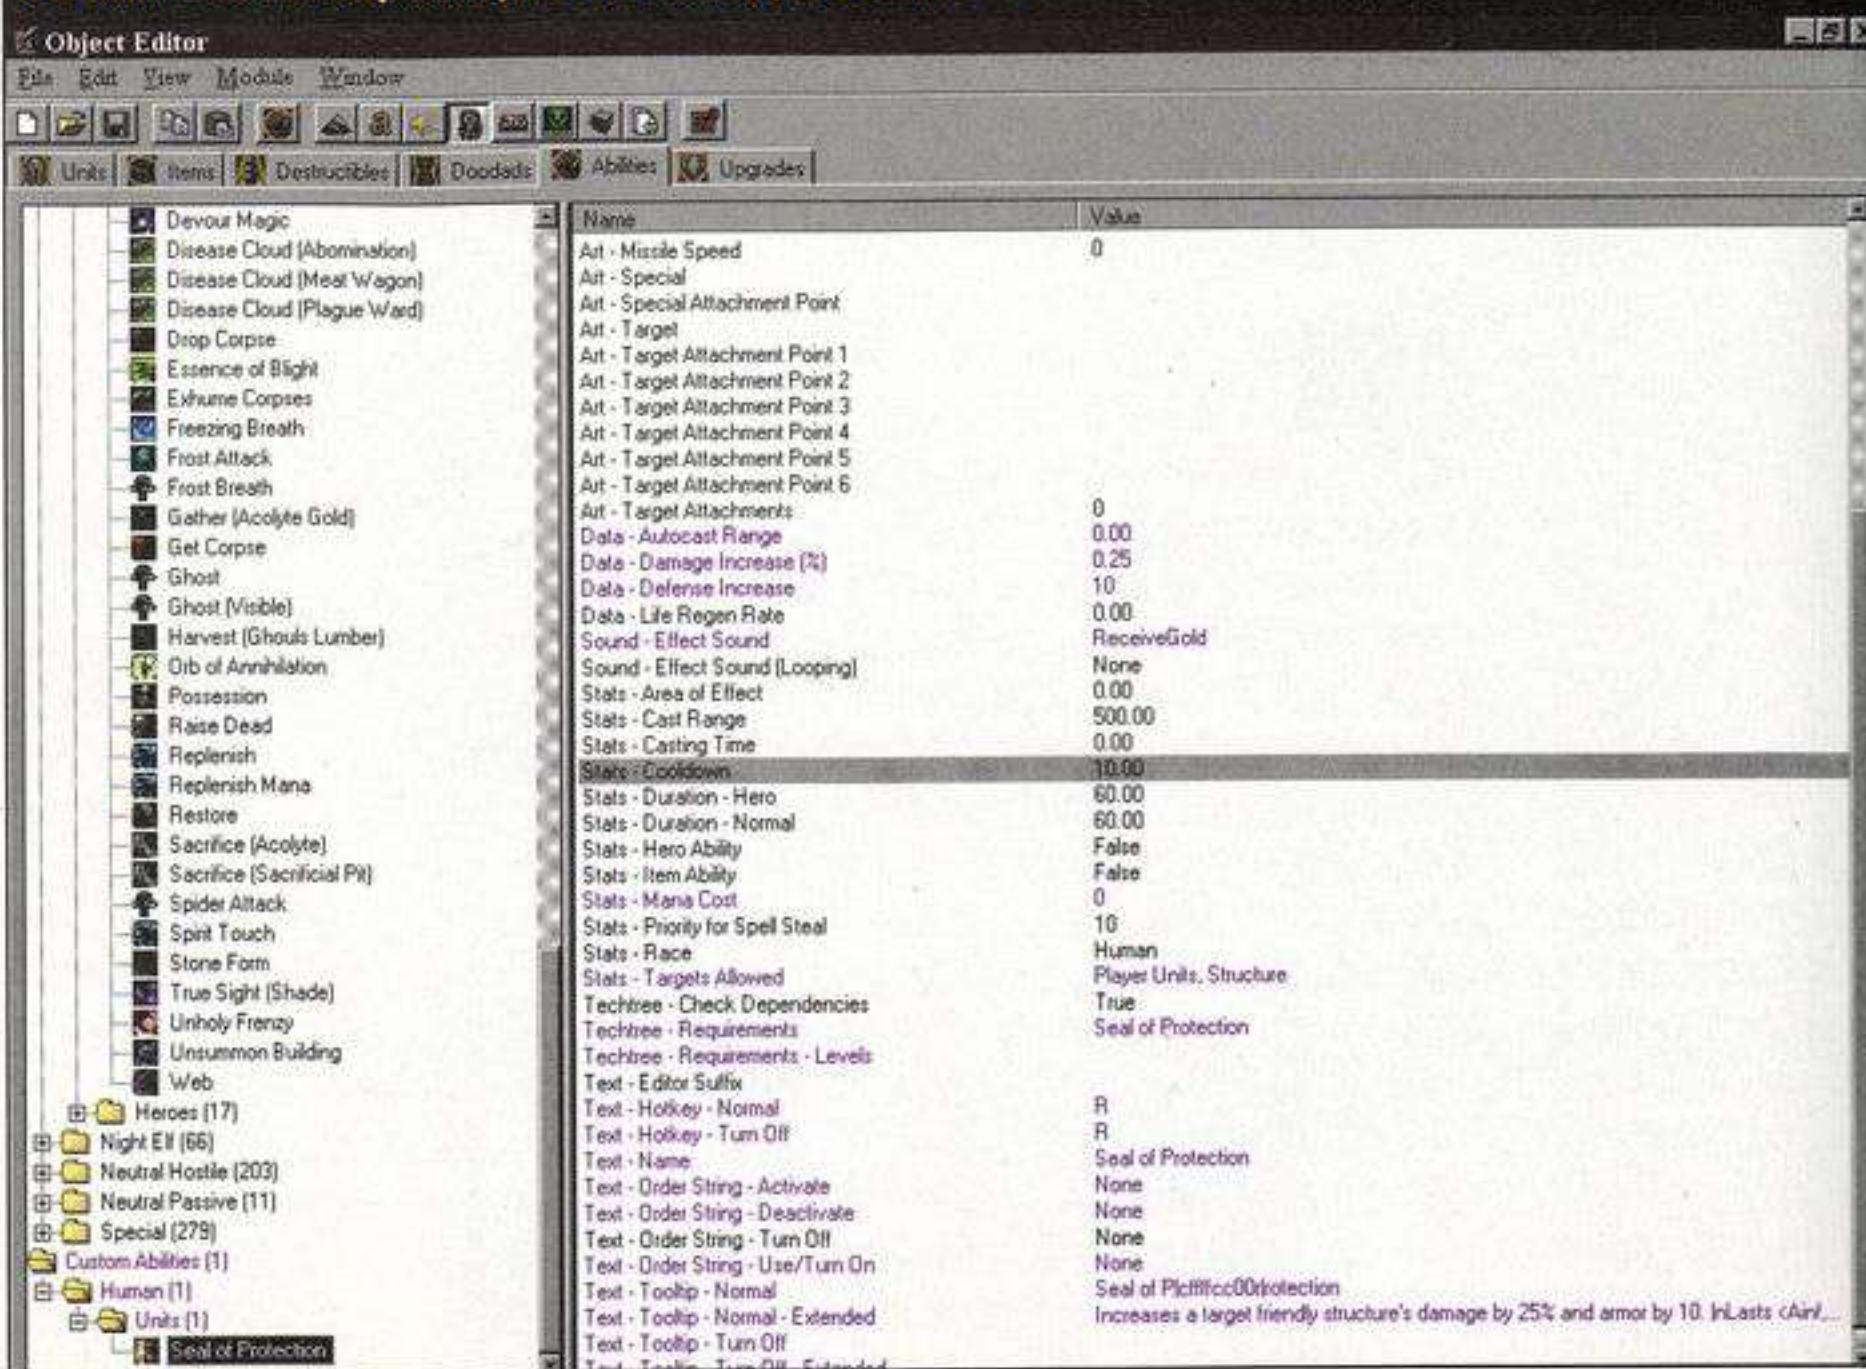 Object Editor
File Edit View Module Window
Units Items Destructibles Doodads Abilities Upgrades
Devour Magic
Disease Cloud (Abomination)
Disease Cloud (Meat Wagon)
Disease Cloud (Plague Ward)
Drop Corpse
Essence of Blight
Exhume Corpses
Freezing Breath
Frost Attack
Frost Breath
Gather (Acolyte Gold)
Get Corpse
Ghost
Ghost (Visible)
Harvest (Ghouls Lumber)
Orb of Annihilation
Possession
Raise Dead
Replenish
Replenish Mana
Restore
Sacrifice (Acolyte)
Sacrifice (Sacrificial Pit)
Spider Attack
Spirit Touch
Stone Form
True Sight (Shade)
Unholy Frenzy
Unsummon Building
Web
Heroes (17)
Night Elf (66)
Neutral Hostile (203)
Neutral Passive (11)
Special (279)
Custom Abilities (1)
Human (1)
Units (1)
Seal of Protection
Name Value
Art - Missile Speed 0
Art - Special
Art - Special Attachment Point
Art - Target
Art - Target Attachment Point 1
Art - Target Attachment Point 2
Art - Target Attachment Point 3
Art - Target Attachment Point 4
Art - Target Attachment Point 5
Art - Target Attachment Point 6
Art - Target Attachments 0
Data - Autocast Range 0.00
Data - Damage Increase (%) 0.25
Data - Defense Increase 10
Data - Life Regen Rate 0.00
Sound - Effect Sound ReceiveGold
Sound - Effect Sound (Looping) None
Stats - Area of Effect 0.00
Stats - Cast Range 500.00
Stats - Casting Time 0.00
Stats - Cooldown 10.00
Stats - Duration - Hero 60.00
Stats - Duration - Normal 60.00
Stats - Hero Ability False
Stats - Item Ability False
Stats - Mana Cost 0
Stats - Priority for Spell Steal 10
Stats - Race Human
Stats - Targets Allowed Player Units, Structure
Techtree - Check Dependencies True
Techtree - Requirements Seal of Protection
Techtree - Requirements - Levels
Text - Editor Suffix
Text - Hotkey - Normal R
Text - Hotkey - Turn Off R
Text - Name Seal of Protection
Text - Order String - Activate None
Text - Order String - Deactivate None
Text - Order String - Turn Off None
Text - Order String - Use/Turn On None
Text - Tooltip - Normal Seal of P|cffffcc00r|rotection
Text - Tooltip - Normal - Extended Increases a target friendly structure's damage by 25% and armor by 10. |nLasts
Text - Tooltip - Turn Off
Text - Tooltip - Turn Off - Extended